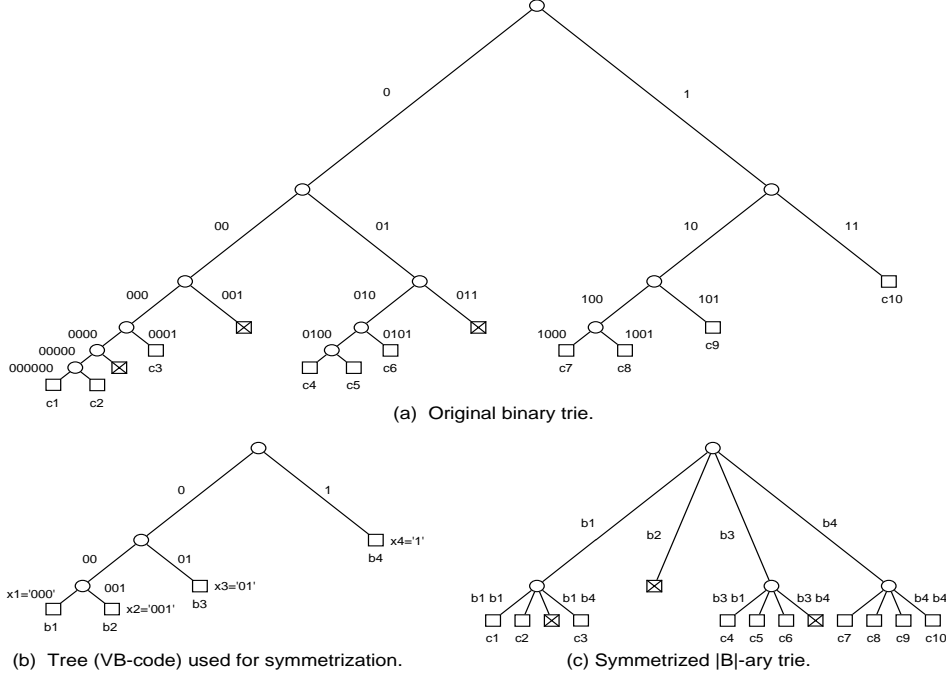 0 1
00 01 10 11
000 001 010 011 100 101 c10
0000 0001 0100 0101 1000 1001 c9
00000 c3 c6 c7 c8
000000 c4 c5
c1 c2
(a) Original binary trie.
0 1
00 01 b4 x4='1'
x1='000' 001 x3='01'
b1 b2 x2='001' b3
(b) Tree (VB-code) used for symmetrization.
b1 b2 b3 b4
b1 b1 b1 b4 b3 b1 b3 b4 b4 b4
c1 c2 c3 c4 c5 c6 c7 c8 c9 c10
(c) Symmetrized |B|-ary trie.